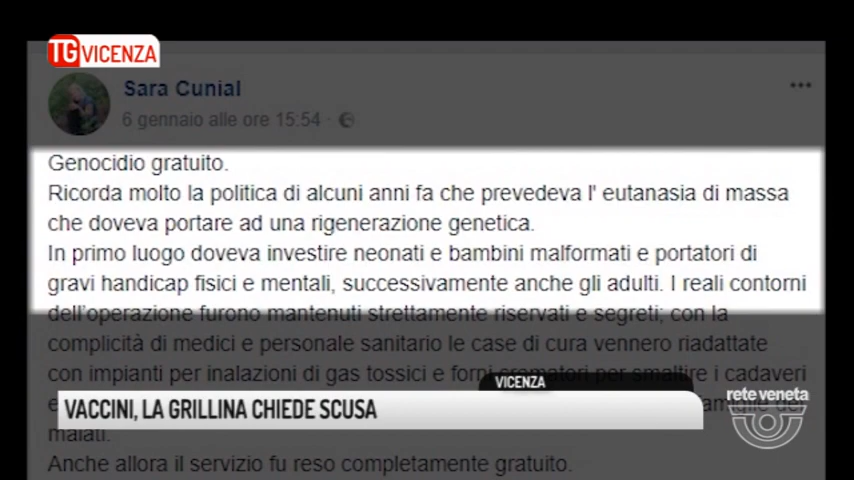 TG VICENZA
Sara Cunial
6 gennaio alle ore 15:54 ·
Genocidio gratuito.
Ricorda molto la politica di alcuni anni fa che prevedeva l' eutanasia di massa
che doveva portare ad una rigenerazione genetica.
In primo luogo doveva investire neonati e bambini malformati e portatori di
gravi handicap fisici e mentali, successivamente anche gli adulti. I reali contorni
dell'operazione furono mantenuti strettamente riservati e segreti; con la
complicità di medici e personale sanitario le case di cura vennero riadattate
con impianti per inalazioni di gas tossici e forni crematori per smaltire i cadaveri
VICENZA
VACCINI, LA GRILLINA CHIEDE SCUSA
rete veneta
malati.
Anche allora il servizio fu reso completamente gratuito.